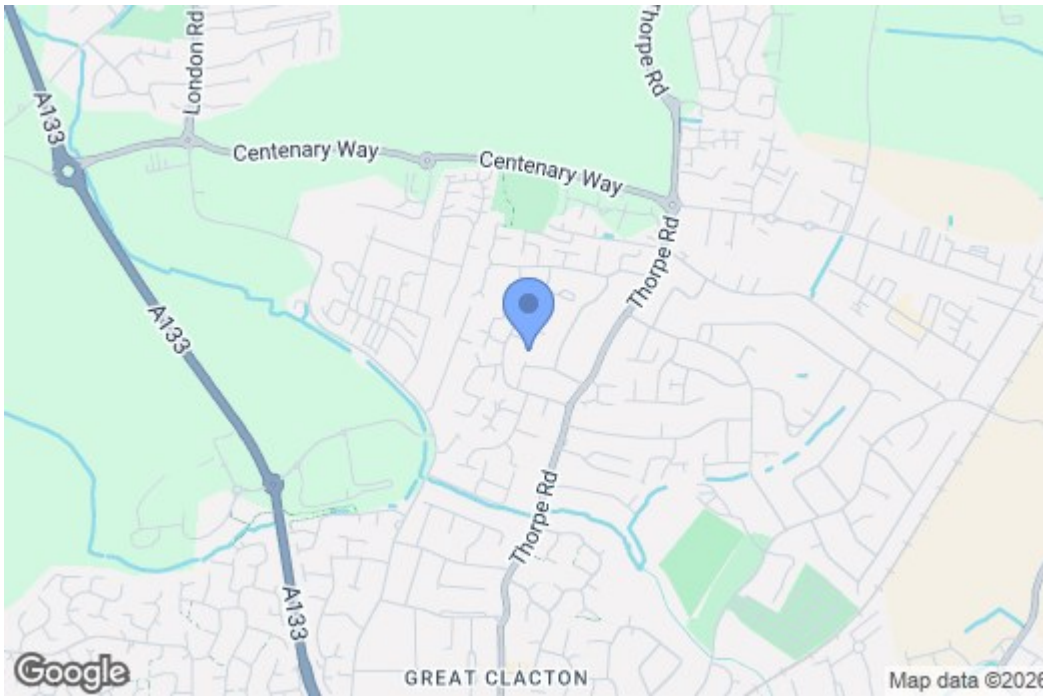 London Rd
Thorpe Rd
A133
Centenary Way
Centenary Way
Thorpe Rd
A133
Thorpe Rd
A133
GREAT CLACTON
Google
Map data ©2026